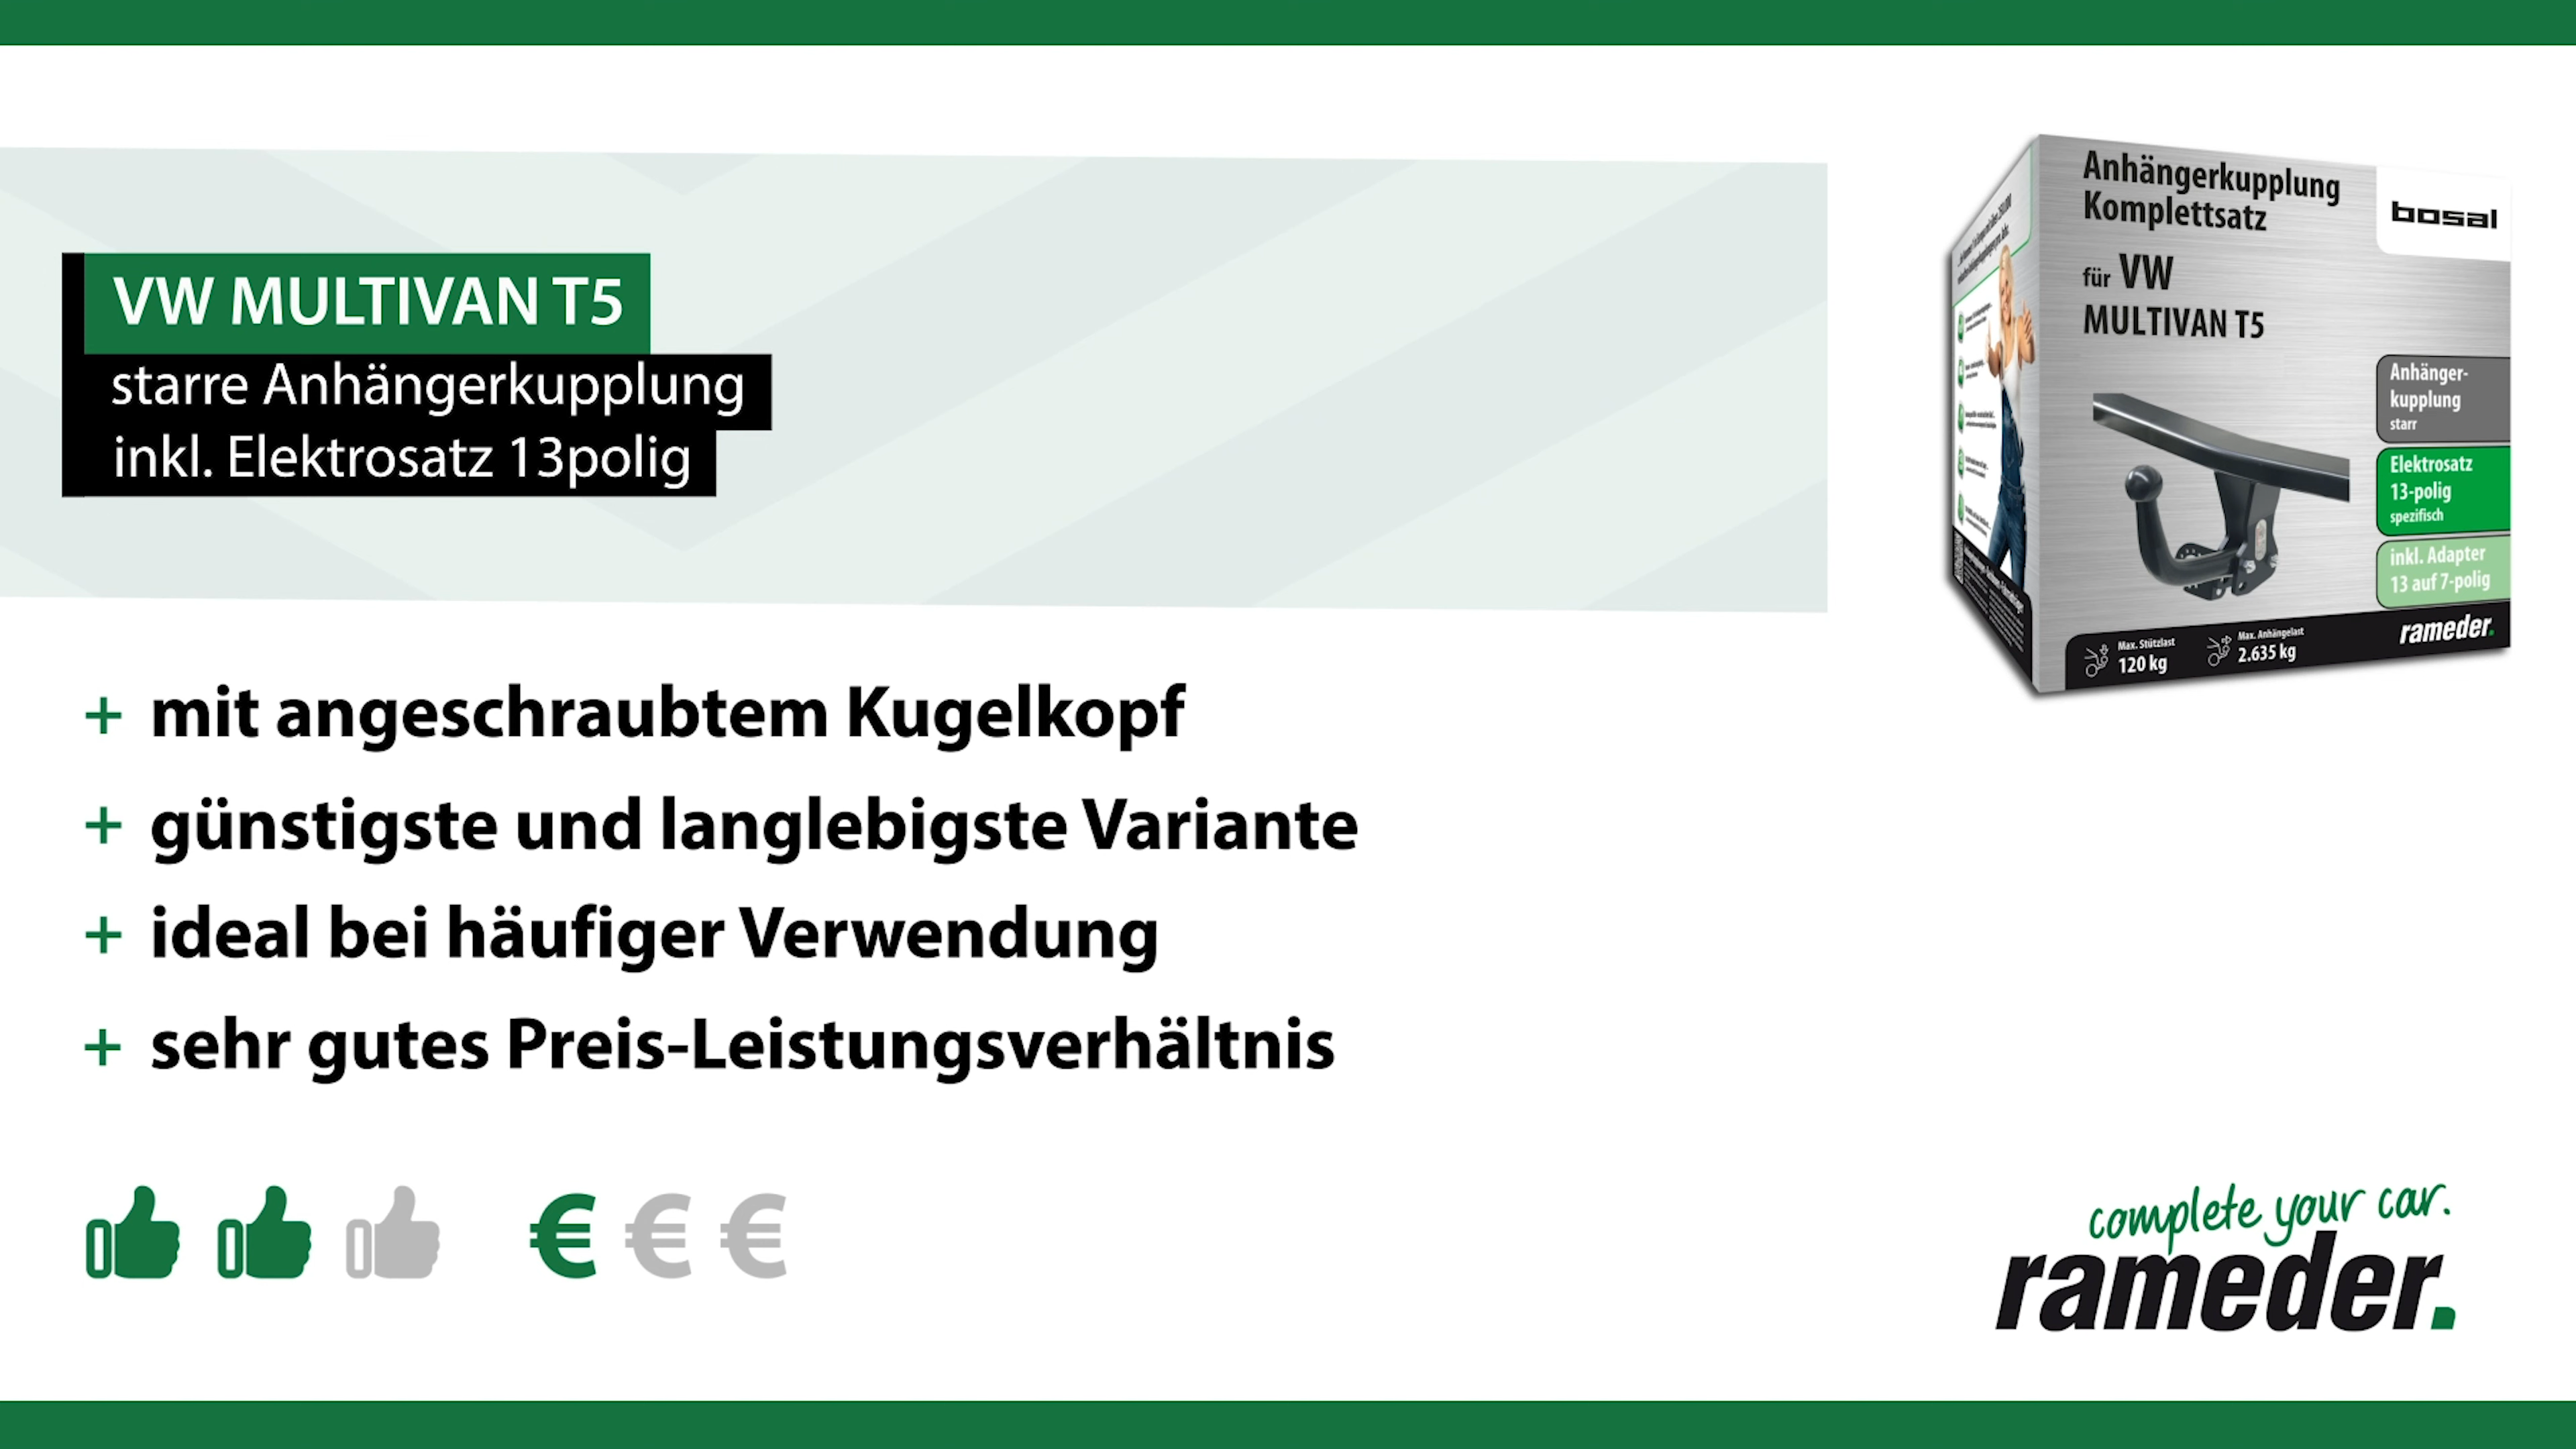 VW MULTIVAN T5
starre Anhängerkupplung
inkl. Elektrosatz 13polig
Anhängerkupplung
Komplettsatz
bosal
für VW
MULTIVAN T5
Anhänger-
kupplung
starr
Elektrosatz
13-polig
spezifisch
inkl. Adapter
13 auf 7-polig
Max. Stützlast
120 kg
Max. Anhängelast
2.635 kg
rameder.
+ mit angeschraubtem Kugelkopf
+ günstigste und langlebigste Variante
+ ideal bei häufiger Verwendung
+ sehr gutes Preis-Leistungsverhältnis
€ € €
complete your car.
rameder.